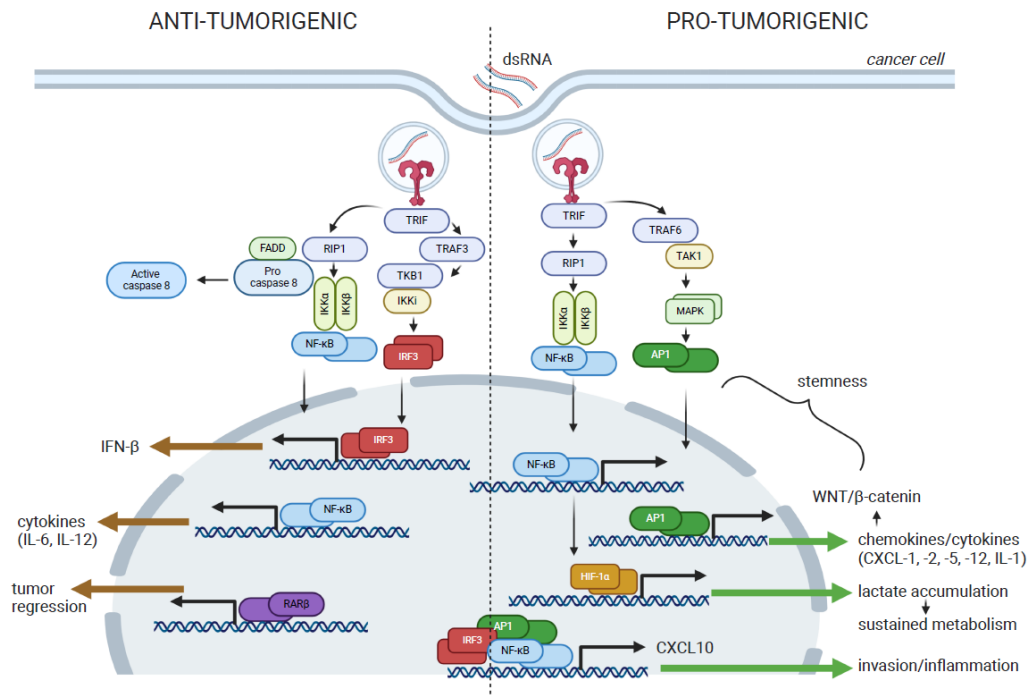 ANTI-TUMORIGENIC
PRO-TUMORIGENIC
dsRNA
cancer cell
TRIF
TRIF
FADD
RIP1
TRAF3
TRAF6
Active
caspase 8
Pro
caspase 8
TKB1
IKKi
RIP1
TAK1
IKKα
IKKβ
IKKα
IKKβ
MAPK
NF-κB
IRF3
NF-κB
AP1
stemness
IFN-β
IRF3
NF-κB
WNT/β-catenin
cytokines
(IL-6, IL-12)
NF-κB
AP1
chemokines/cytokines
(CXCL-1, -2, -5, -12, IL-1)
tumor
regression
RARβ
HIF-1α
lactate accumulation
sustained metabolism
IRF3
AP1
NF-κB
CXCL10
invasion/inflammation